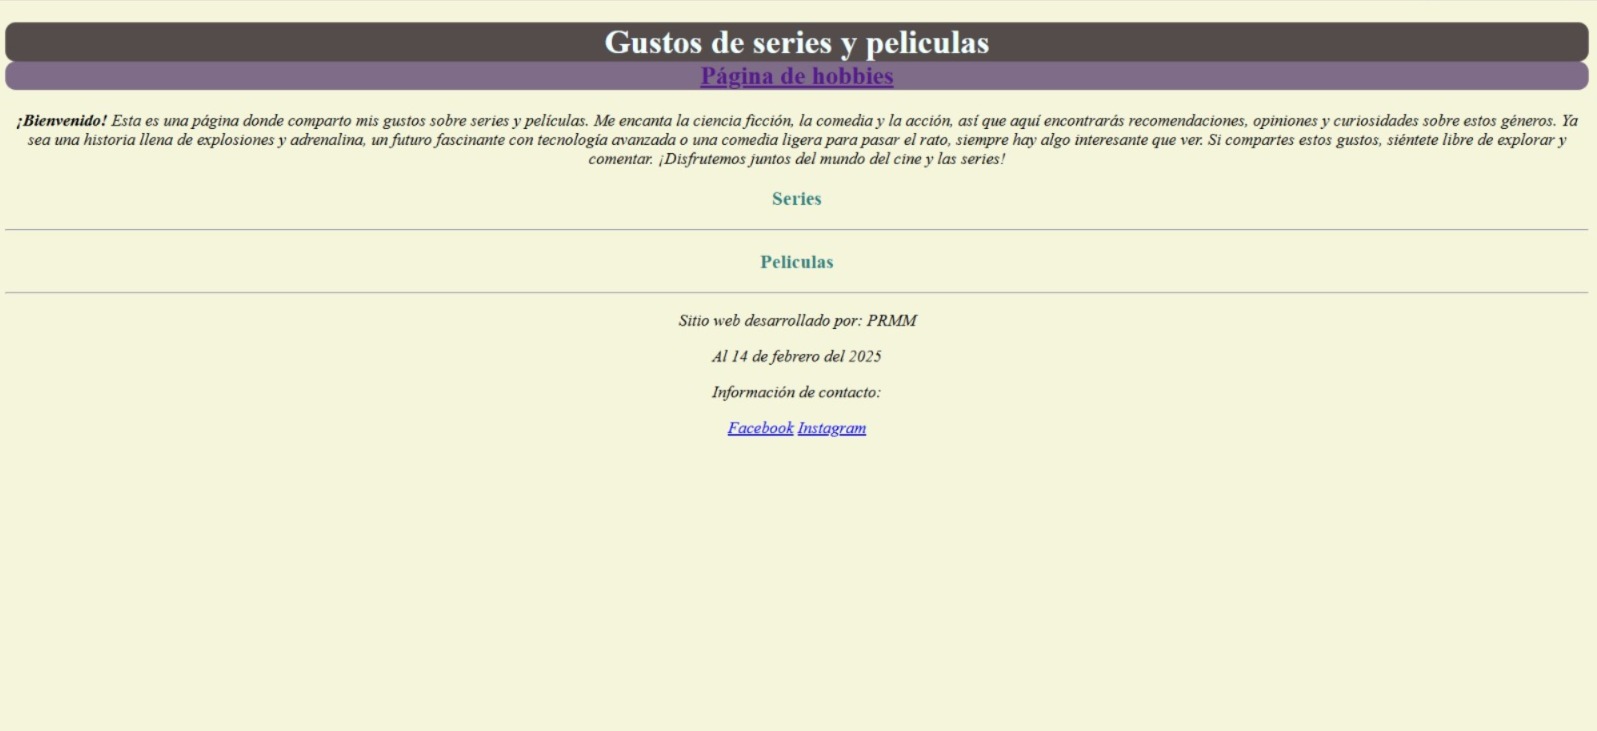 Gustos de series y peliculas
Página de hobbies
¡Bienvenido! Esta es una página donde comparto mis gustos sobre series y películas. Me encanta la ciencia ficción, la comedia y la acción, así que aquí encontrarás recomendaciones, opiniones y curiosidades sobre estos géneros. Ya
sea una historia llena de explosiones y adrenalina, un futuro fascinante con tecnología avanzada o una comedia ligera para pasar el rato, siempre hay algo interesante que ver. Si compartes estos gustos, siéntete libre de explorar y
comentar. ¡Disfrutemos juntos del mundo del cine y las series!
Series
Peliculas
Sitio web desarrollado por: PRMM
Al 14 de febrero del 2025
Información de contacto:
Facebook Instagram